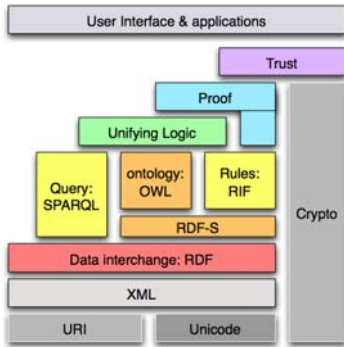 User Interface & applications
Trust
Proof
Unifying Logic
Query:
SPARQL
ontology:
OWL
Rules:
RIF
RDF-S
Crypto
Data interchange: RDF
XML
URI
Unicode